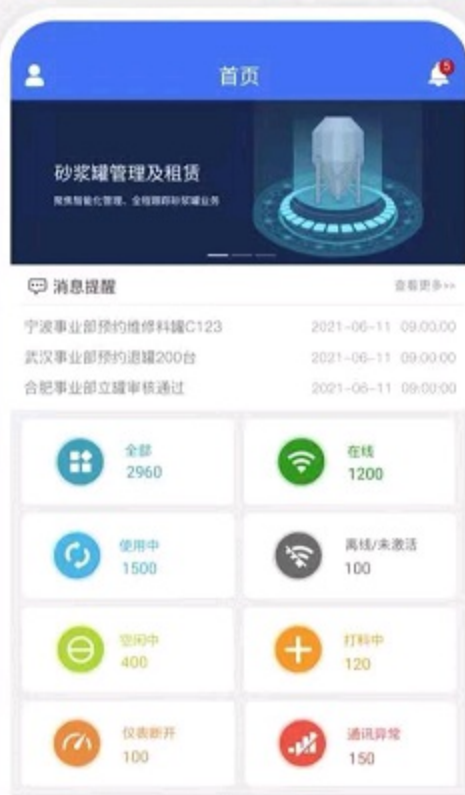 首页
5
砂浆罐管理及租赁
聚焦智能化管理、全程跟踪砂浆罐业务
消息提醒 查看更多>>
宁波事业部预约维修料罐C123 2021-06-11 09:00:00
武汉事业部预约退罐200台 2021-06-11 09:00:00
合肥事业部立罐审核通过 2021-06-11 09:00:00
全部 在线
2960 1200
使用中 离线/未激活
1500 100
空闲中 打料中
400 120
仪表断开 通讯异常
100 150